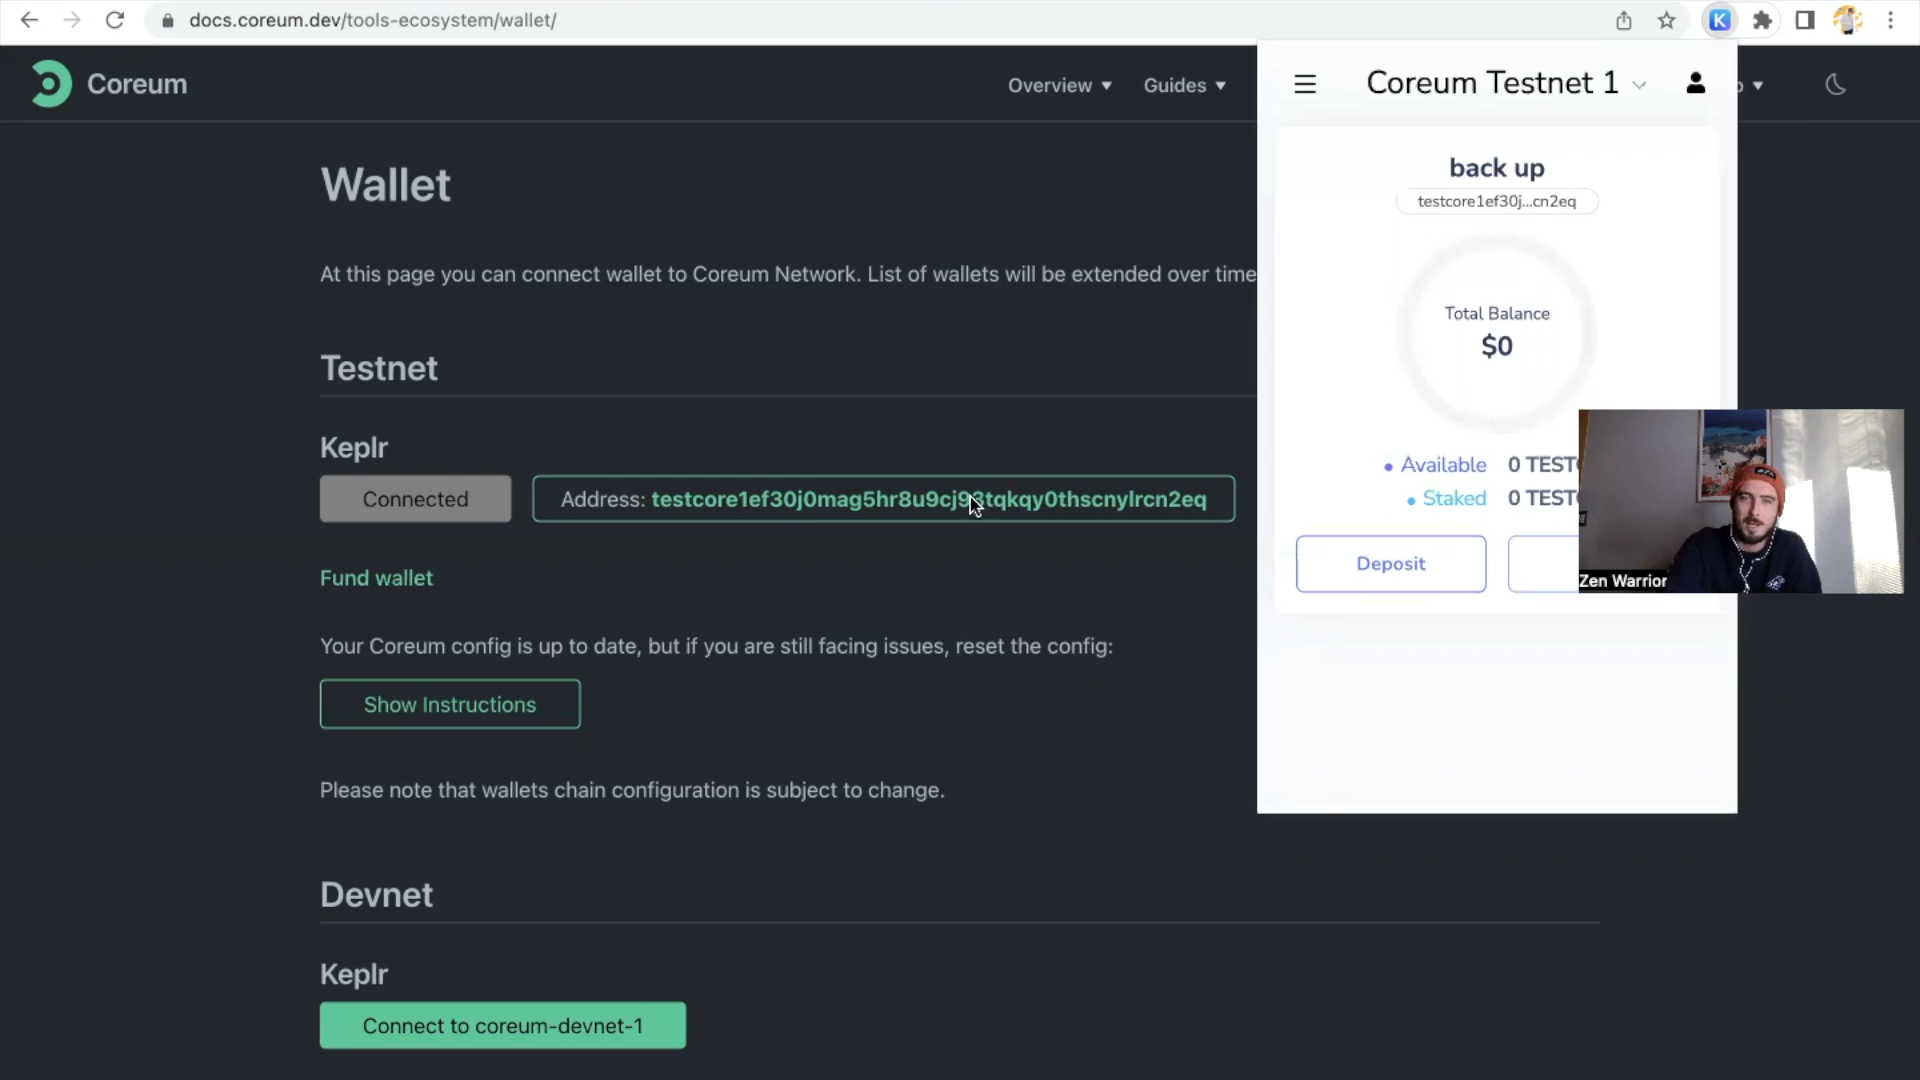 docs.coreum.dev/tools-ecosystem/wallet/
K
Coreum
Overview
Guides
Wallet
At this page you can connect wallet to Coreum Network. List of wallets will be extended over time
Testnet
Keplr
Connected
Address: testcore1ef30j0mag5hr8u9cj93tqkqy0thscnylrcn2eq
Fund wallet
Your Coreum config is up to date, but if you are still facing issues, reset the config:
Show Instructions
Please note that wallets chain configuration is subject to change.
Devnet
Keplr
Connect to coreum-devnet-1
Coreum Testnet 1
back up
testcore1ef30j...cn2eq
Total Balance
$0
Available 0 TEST
Staked 0 TEST
Deposit
Zen Warrior